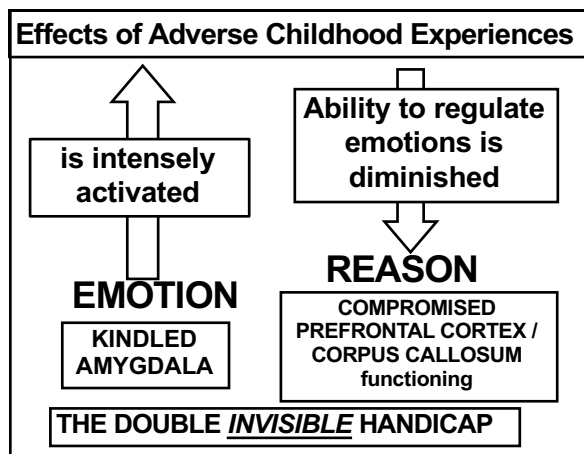 Effects of Adverse Childhood Experiences
is intensely
activated
Ability to regulate
emotions is
diminished
EMOTION
REASON
KINDLED
AMYGDALA
COMPROMISED
PREFRONTAL CORTEX /
CORPUS CALLOSUM
functioning
THE DOUBLE INVISIBLE HANDICAP